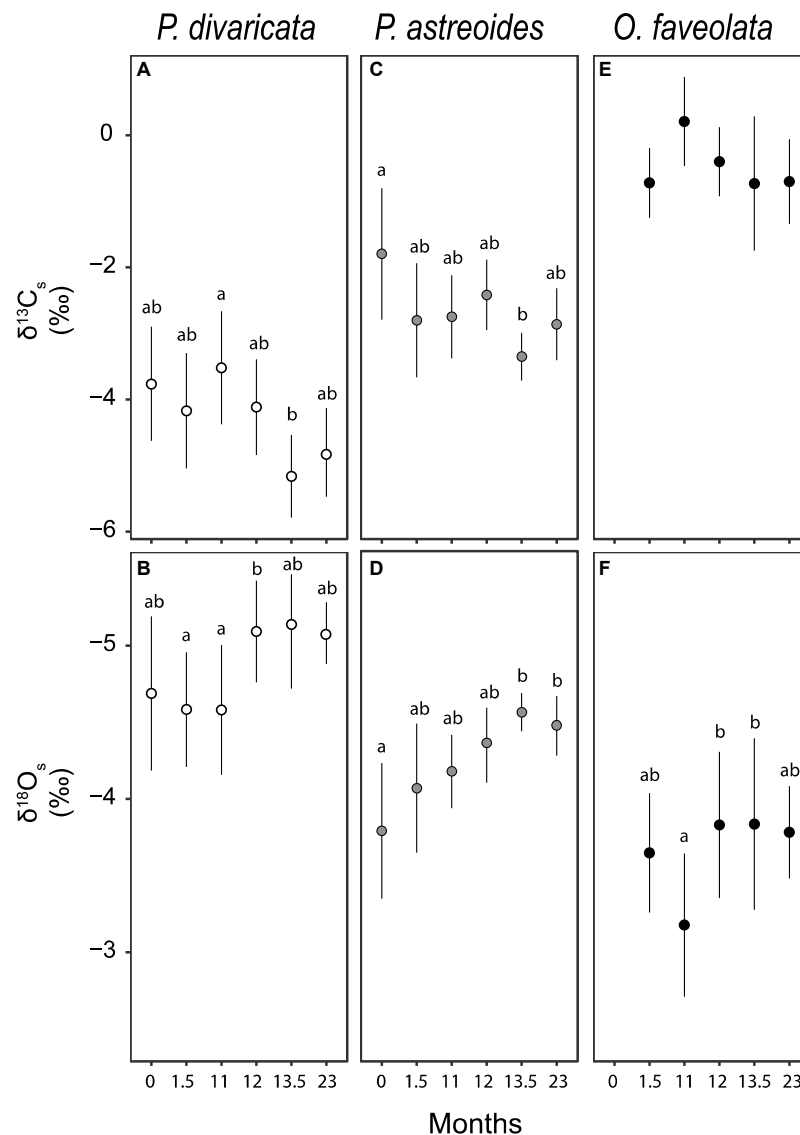 P. divaricata P. astreoides O. faveolata
A C E
0
−2
−4
−6
δ13Cs
(‰)
ab ab a ab b ab
a ab ab ab b ab
B D F
−5
−4
−3
δ18Os
(‰)
ab a a b ab ab
a ab ab ab b b
ab a b b ab
0 1.5 11 12 13.5 23 0 1.5 11 12 13.5 23 0 1.5 11 12 13.5 23
Months